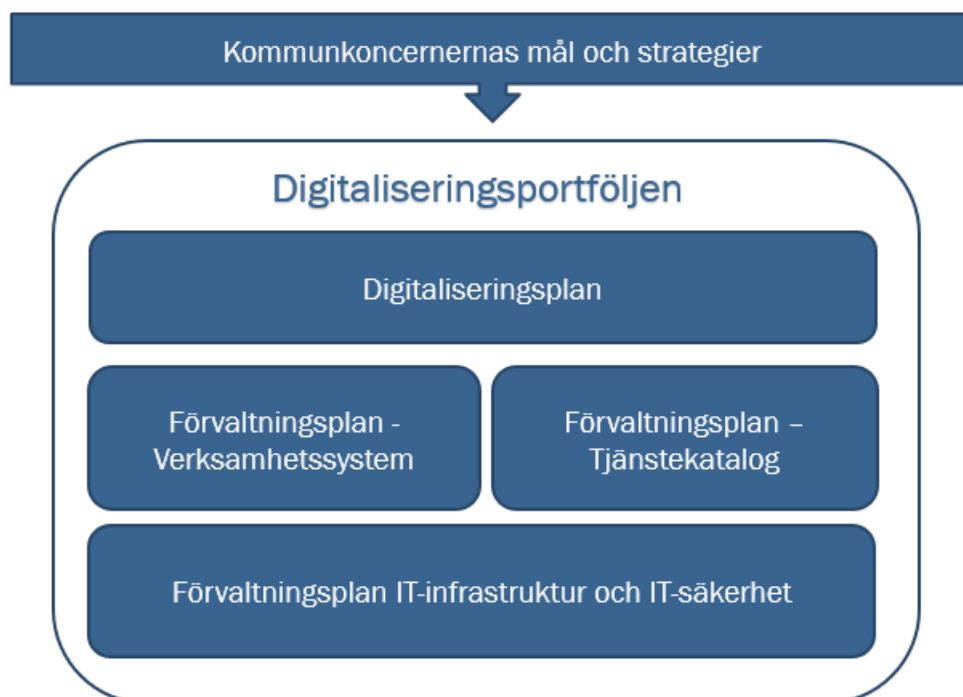 Kommunkoncernernas mål och strategier
Digitaliseringsportföljen
Digitaliseringsplan
Förvaltningsplan -
Verksamhetssystem
Förvaltningsplan –
Tjänstekatalog
Förvaltningsplan IT-infrastruktur och IT-säkerhet